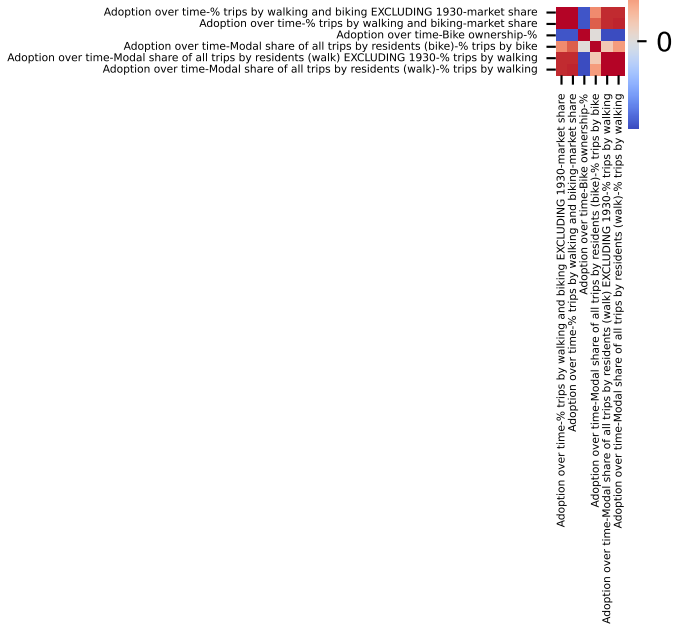 Adoption over time-% trips by walking and biking EXCLUDING 1930-market share
Adoption over time-% trips by walking and biking-market share
Adoption over time-Bike ownership-%
Adoption over time-Modal share of all trips by residents (bike)-% trips by bike
Adoption over time-Modal share of all trips by residents (walk) EXCLUDING 1930-% trips by walking
Adoption over time-Modal share of all trips by residents (walk)-% trips by walking
0
Adoption over time-% trips by walking and biking EXCLUDING 1930-market share
Adoption over time-% trips by walking and biking-market share
Adoption over time-Bike ownership-%
Adoption over time-Modal share of all trips by residents (bike)-% trips by bike
Adoption over time-Modal share of all trips by residents (walk) EXCLUDING 1930-% trips by walking
Adoption over time-Modal share of all trips by residents (walk)-% trips by walking